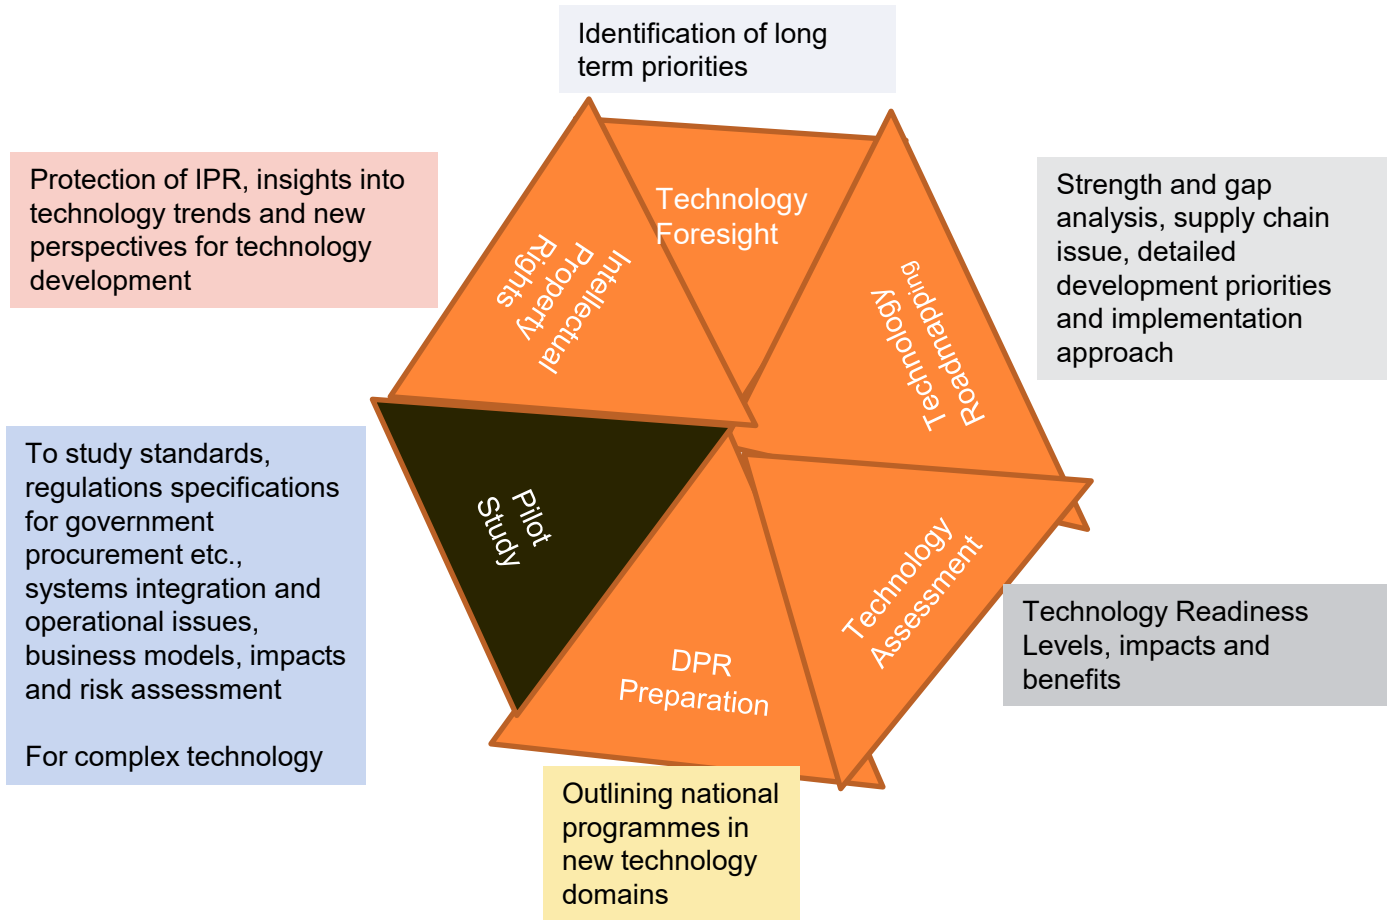 Identification of long
term priorities
Protection of IPR, insights into
technology trends and new
perspectives for technology
development
Technology
Foresight
Strength and gap
analysis, supply chain
issue, detailed
development priorities
and implementation
approach
Intellectual
Property
Rights
Technology
Roadmapping
To study standards,
regulations specifications
for government
procurement etc.,
systems integration and
operational issues,
business models, impacts
and risk assessment
For complex technology
Pilot
Study
Technology
Assessment
Technology Readiness
Levels, impacts and
benefits
DPR
Preparation
Outlining national
programmes in
new technology
domains